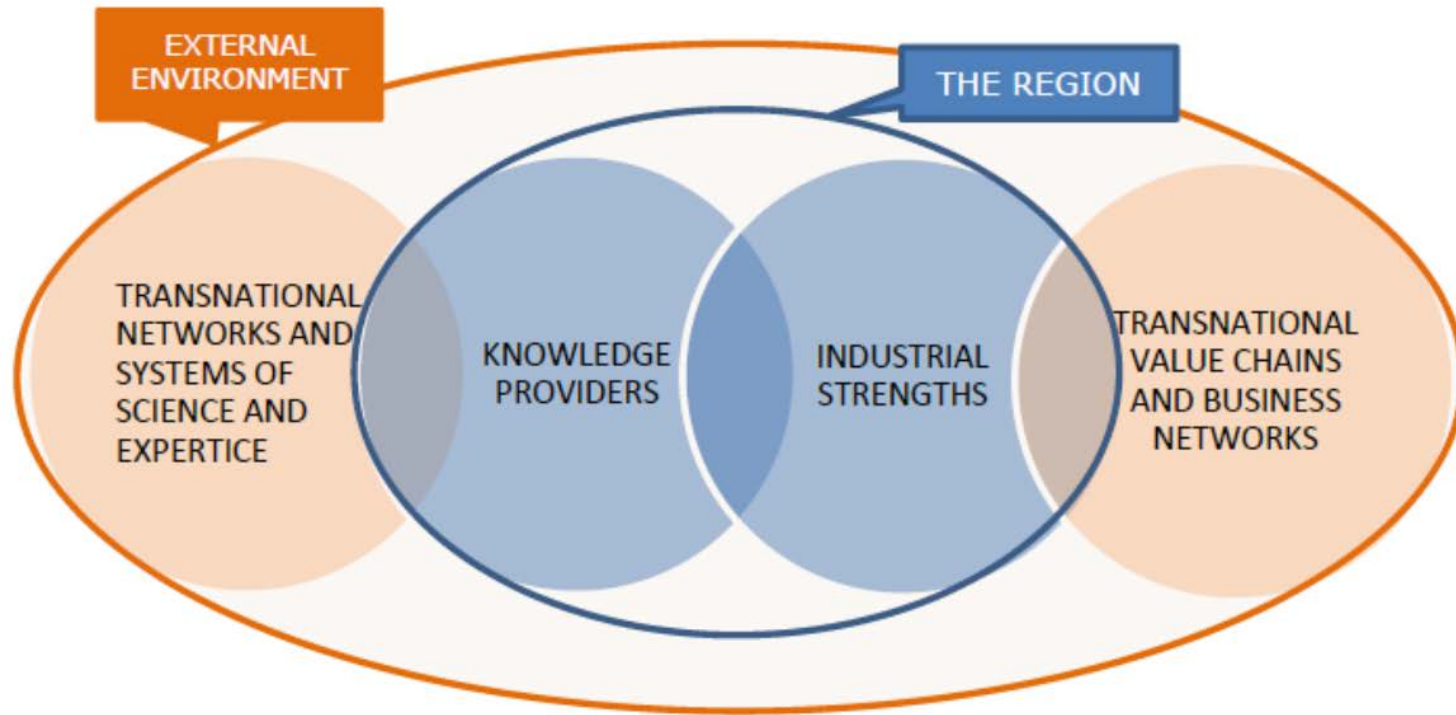 EXTERNAL
ENVIRONMENT
THE REGION
TRANSNATIONAL
NETWORKS AND
SYSTEMS OF
SCIENCE AND
EXPERTICE
KNOWLEDGE
PROVIDERS
INDUSTRIAL
STRENGTHS
TRANSNATIONAL
VALUE CHAINS
AND BUSINESS
NETWORKS